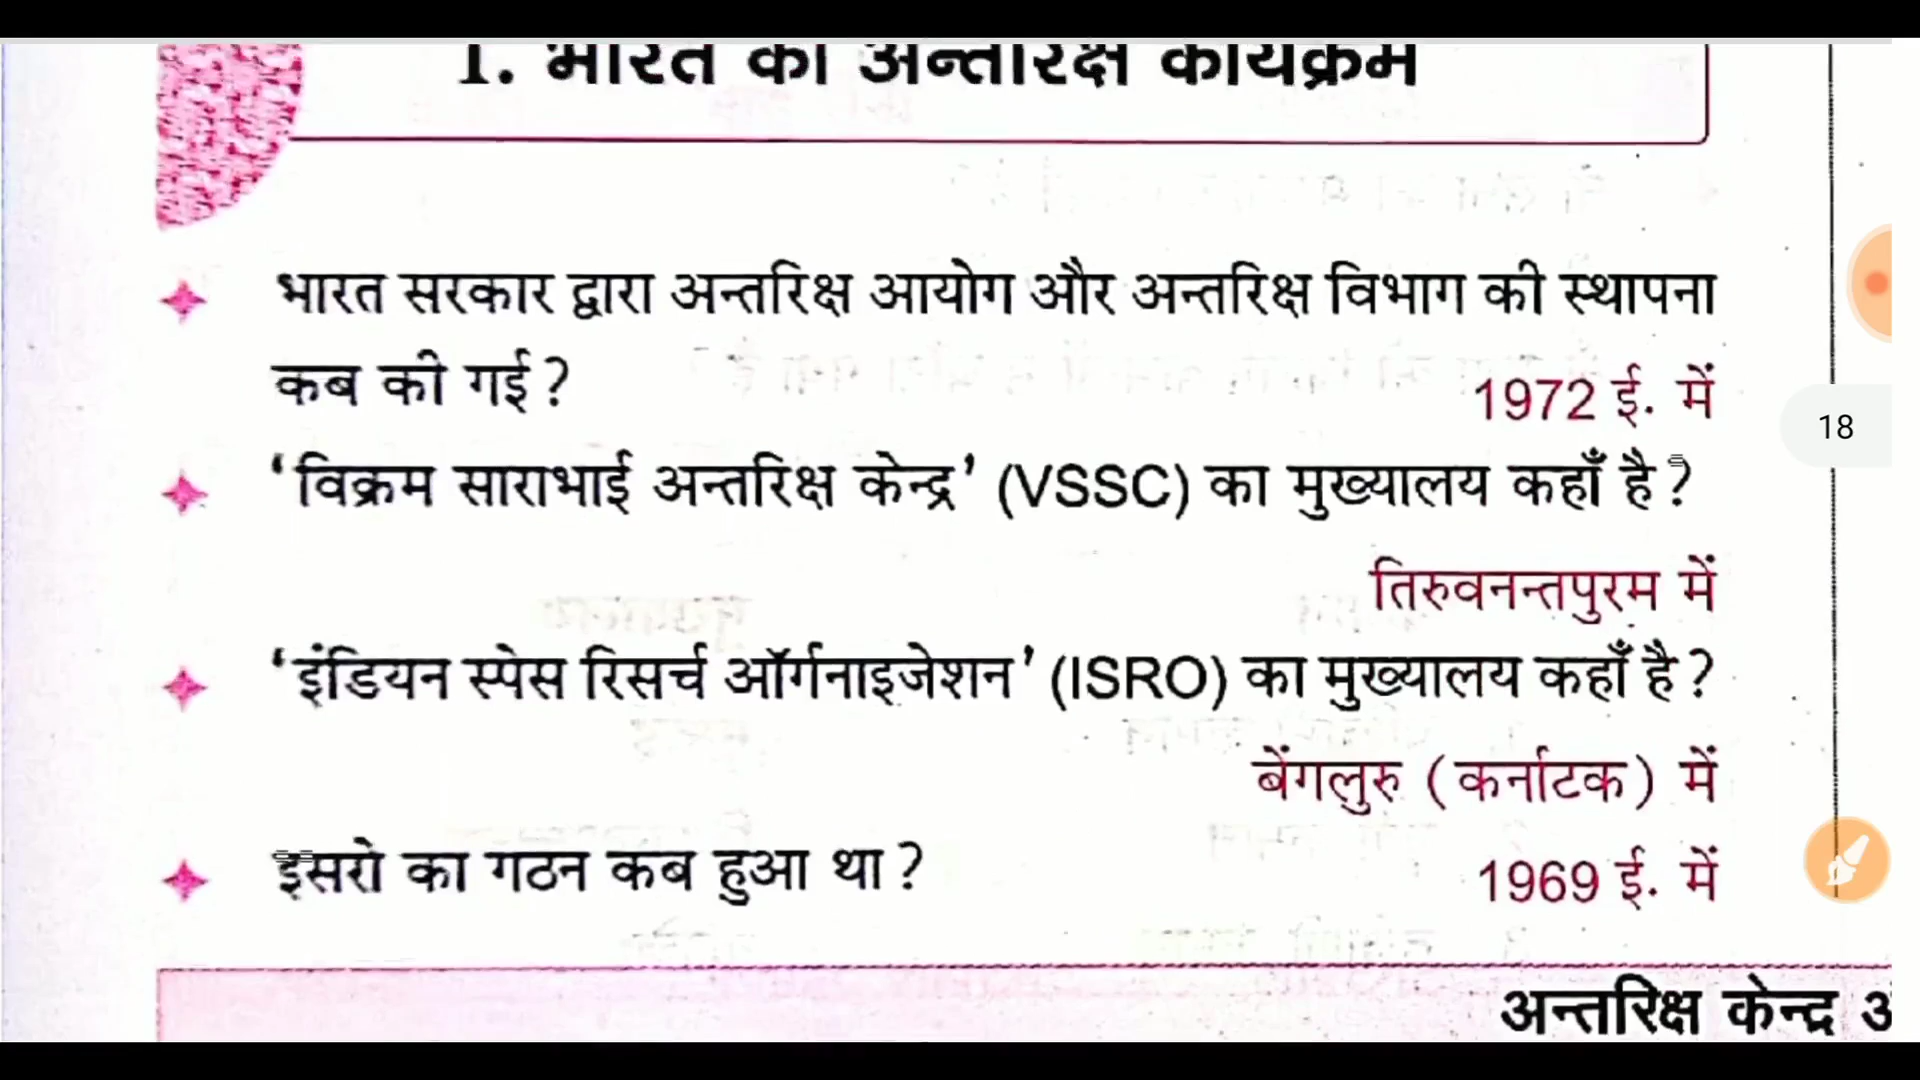 1. भारत का अन्तरिक्ष कार्यक्रम
भारत सरकार द्वारा अन्तरिक्ष आयोग और अन्तरिक्ष विभाग की स्थापना
कब की गई?
1972 ई. में
18
'विक्रम साराभाई अन्तरिक्ष केन्द्र' (VSSC) का मुख्यालय कहाँ है?
तिरुवनन्तपुरम में
'इंडियन स्पेस रिसर्च ऑर्गनाइजेशन' (ISRO) का मुख्यालय कहाँ है?
बेंगलुरु (कर्नाटक) में
इसरो का गठन कब हुआ था?
1969 ई. में
अन्तरिक्ष केन्द्र